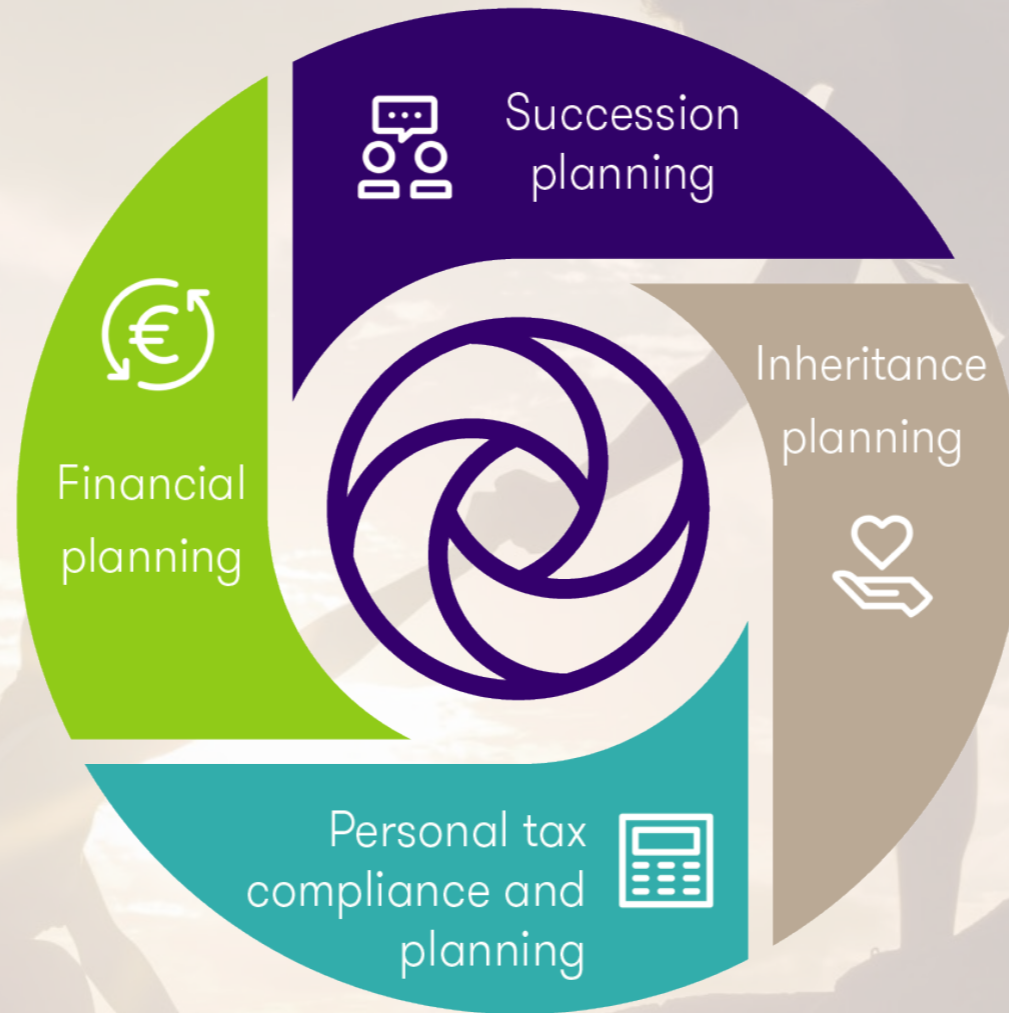 Succession
planning
Inheritance
planning
Personal tax
compliance and
planning
Financial
planning